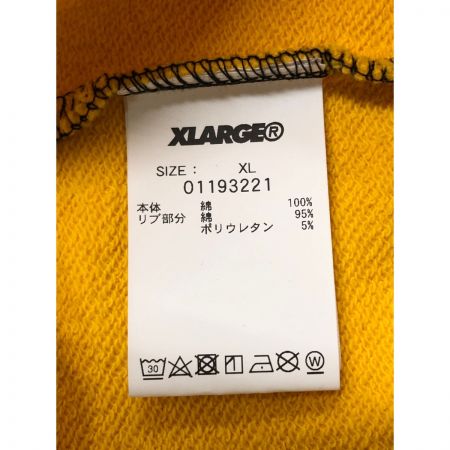 XLARGE®
SIZE : XL
01193221
本体 綿 100%
リブ部分 綿 95%
ポリウレタン 5%
30 W